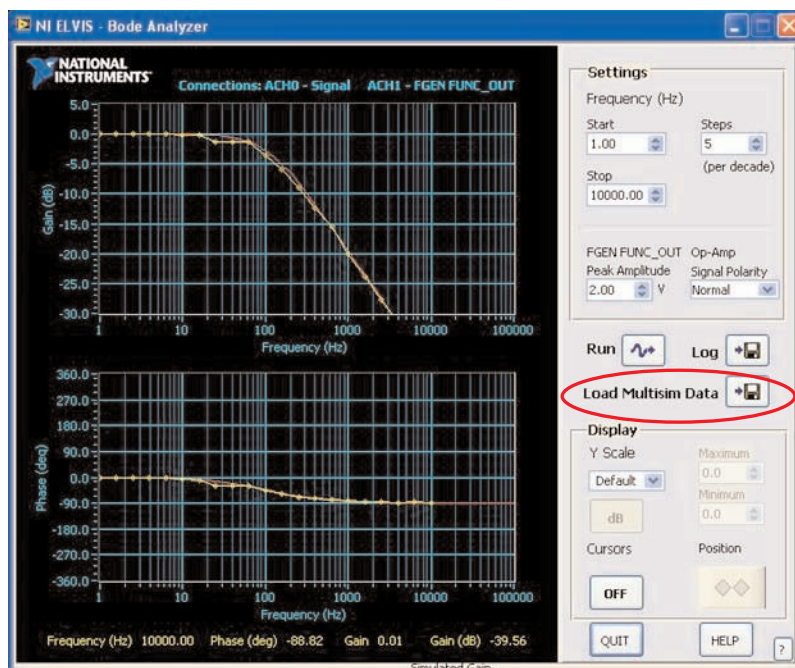 NI ELVIS - Bode Analyzer
NATIONAL
INSTRUMENTS™
Connections: ACH0 - Signal ACH1 - FGEN FUNC_OUT
Gain (dB)
5.0
0.0
-5.0
-10.0
-15.0
-20.0
-25.0
-30.0
1 10 100 1000 10000 100000
Frequency (Hz)
Phase (deg)
360.0
270.0
180.0
90.0
0.0
-90.0
-180.0
-270.0
-360.0
1 10 100 1000 10000 100000
Frequency (Hz)
Frequency (Hz) 10000.00 Phase (deg) -88.82 Gain 0.01 Gain (dB) -39.56
Settings
Frequency (Hz)
Start Steps
1.00 5
(per decade)
Stop
10000.00
FGEN FUNC_OUT Op-Amp
Peak Amplitude Signal Polarity
2.00 V Normal
Run Log
Load Multisim Data
Display
Y Scale Maximum
Default 0.0
Minimum
dB 0.0
Cursors Position
OFF
QUIT HELP ?
Simulated Gain